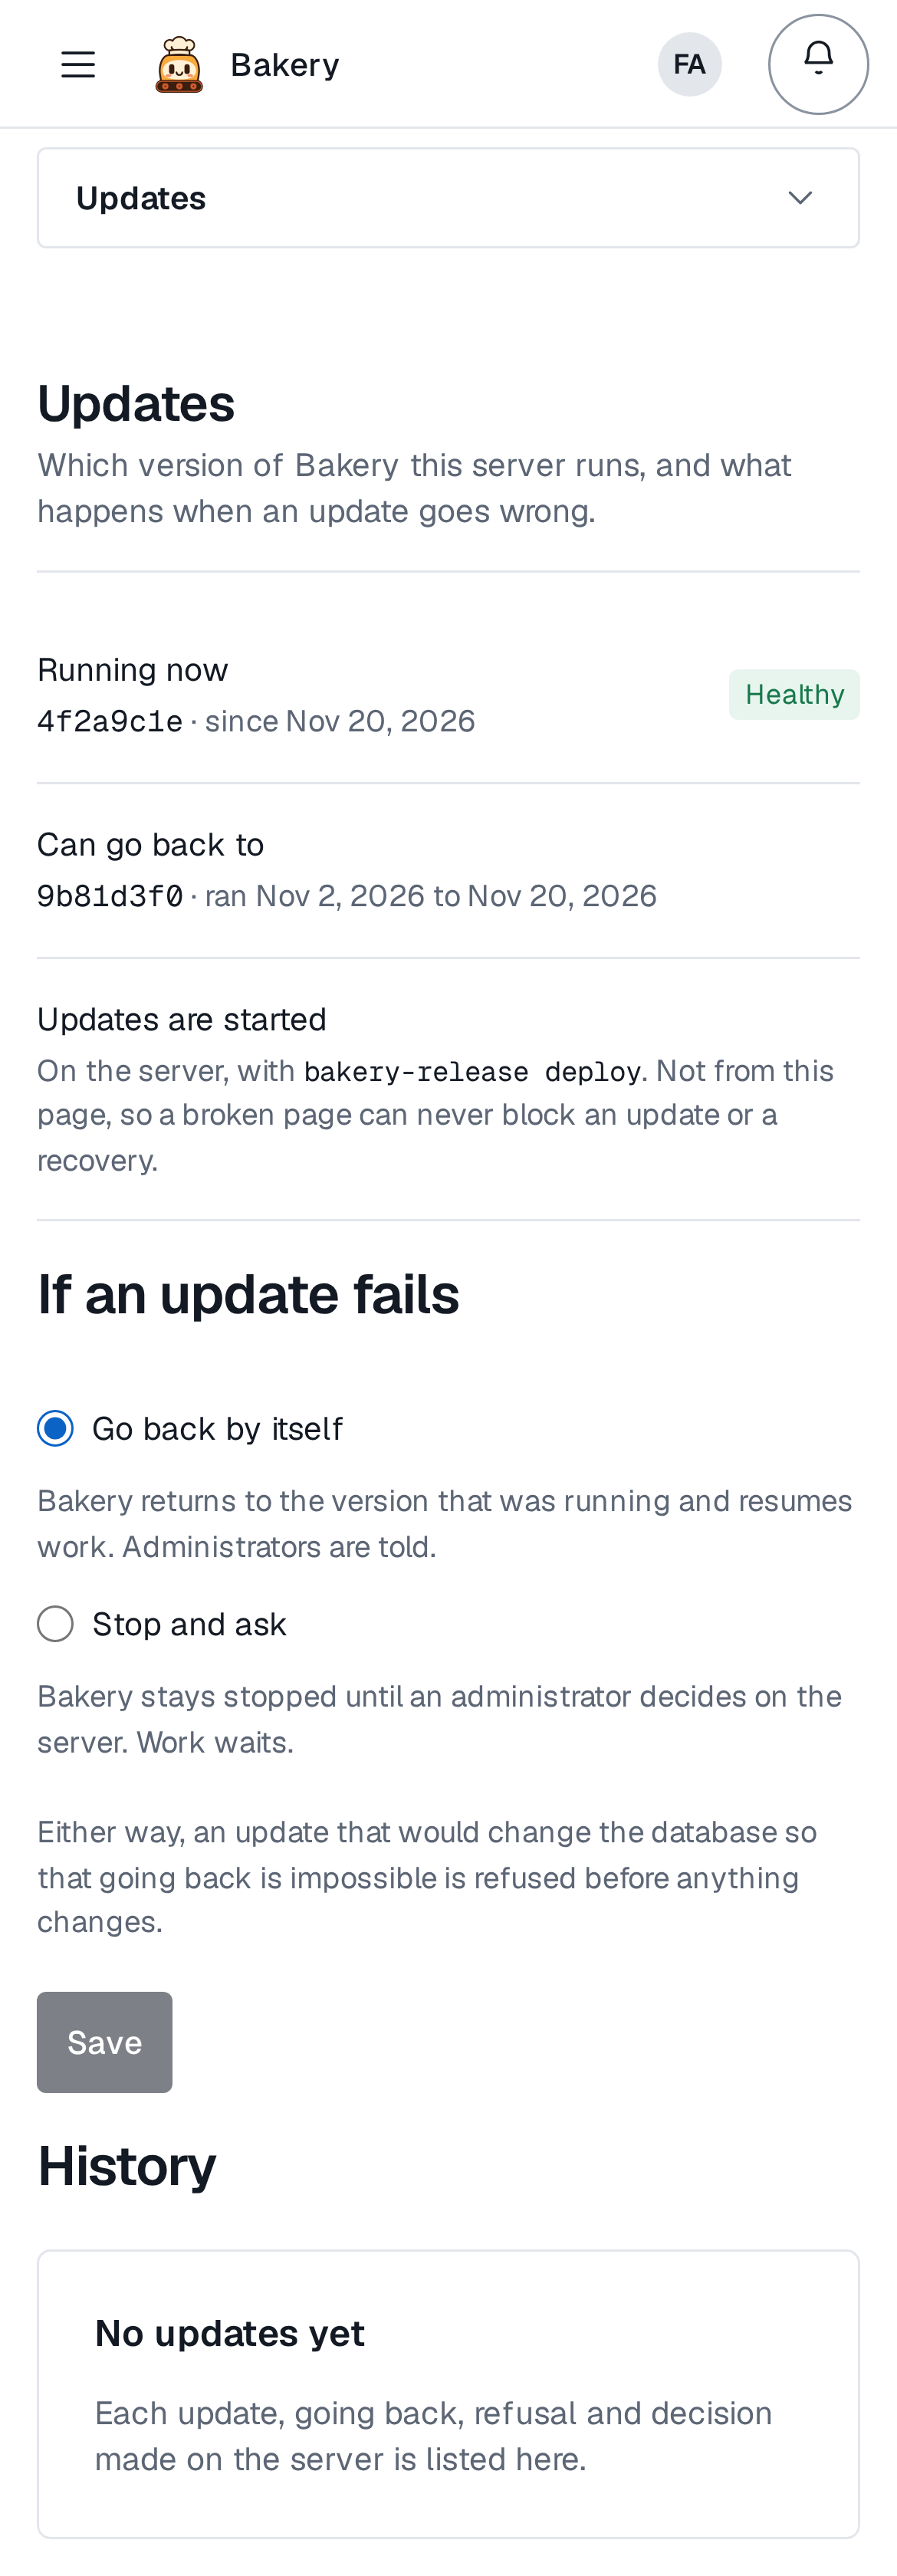 Bakery
FA
Updates
Updates
Which version of Bakery this server runs, and what
happens when an update goes wrong.
Running now
4f2a9c1e · since Nov 20, 2026
Healthy
Can go back to
9b81d3f0 · ran Nov 2, 2026 to Nov 20, 2026
Updates are started
On the server, with bakery-release deploy. Not from this
page, so a broken page can never block an update or a
recovery.
If an update fails
Go back by itself
Bakery returns to the version that was running and resumes
work. Administrators are told.
Stop and ask
Bakery stays stopped until an administrator decides on the
server. Work waits.
Either way, an update that would change the database so
that going back is impossible is refused before anything
changes.
Save
History
No updates yet
Each update, going back, refusal and decision
made on the server is listed here.